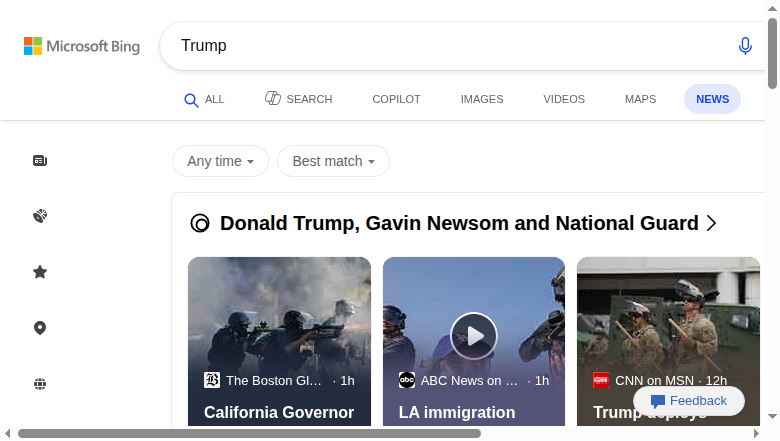 Microsoft Bing
Trump
ALL
SEARCH
COPILOT
IMAGES
VIDEOS
MAPS
NEWS
Any time
Best match
Donald Trump, Gavin Newsom and National Guard
The Boston Gl... · 1h
California Governor
abc
ABC News on ... · 1h
LA immigration
CNN on MSN · 12h
Trump deploys
Feedback